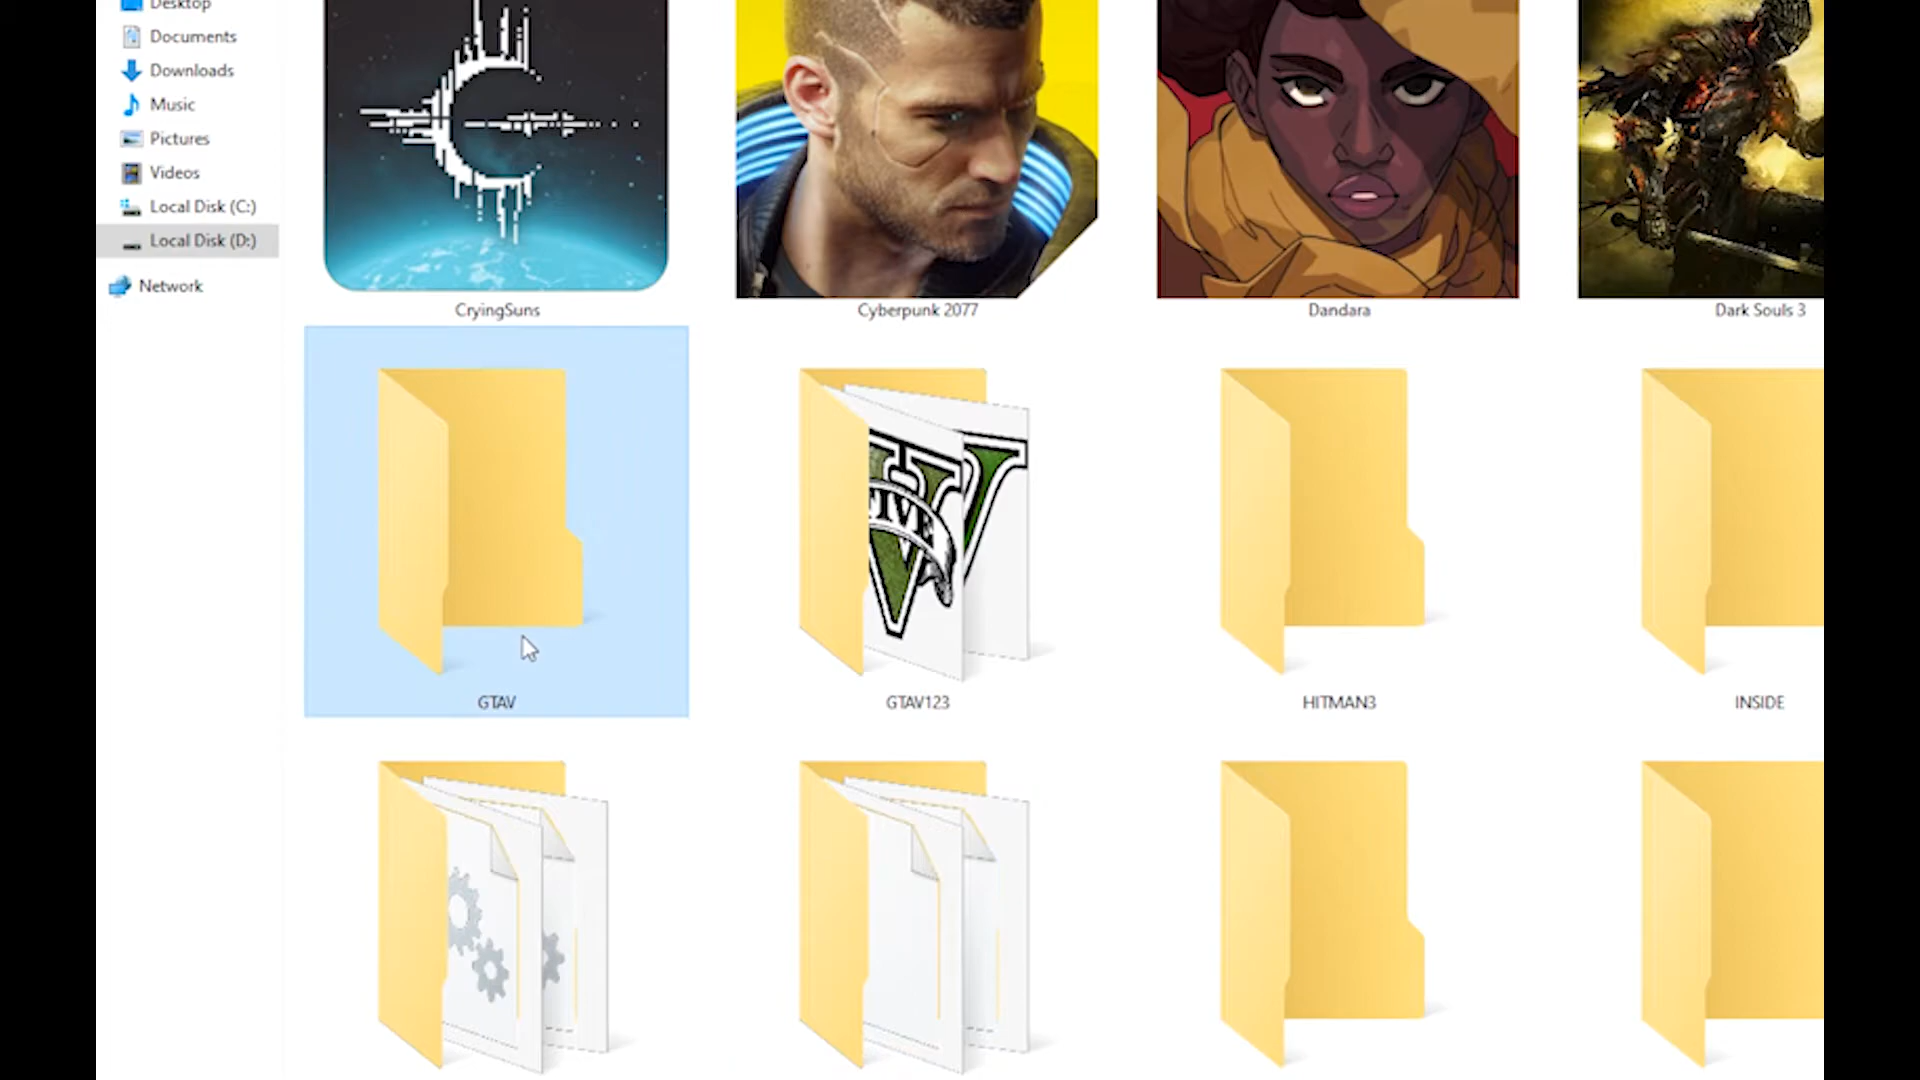 Desktop
Documents
Downloads
Music
Pictures
Videos
Local Disk (C:)
Local Disk (D:)
Network
CryingSuns
Cyberpunk 2077
Dandara
Dark Souls 3
GTAV
FIVE
GTAV123
HITMAN3
INSIDE